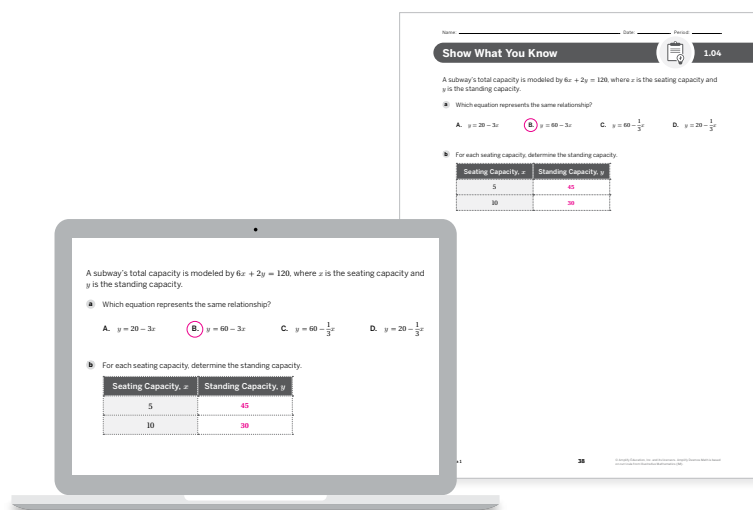 Name: Date: Period:
Show What You Know 1.04
A subway's total capacity is modeled by 6x + 2y = 120, where x is the seating capacity and
y is the standing capacity.
a Which equation represents the same relationship?
A. y = 20 − 3x B. y = 60 − 3x C. y = 60 − 1/3x D. y = 20 − 1/3x
b For each seating capacity, determine the standing capacity.
Seating Capacity, x Standing Capacity, y
5 45
10 30
38
A subway's total capacity is modeled by 6x + 2y = 120, where x is the seating capacity and
y is the standing capacity.
a Which equation represents the same relationship?
A. y = 20 − 3x B. y = 60 − 3x C. y = 60 − 1/3x D. y = 20 − 1/3x
b For each seating capacity, determine the standing capacity.
Seating Capacity, x Standing Capacity, y
5 45
10 30